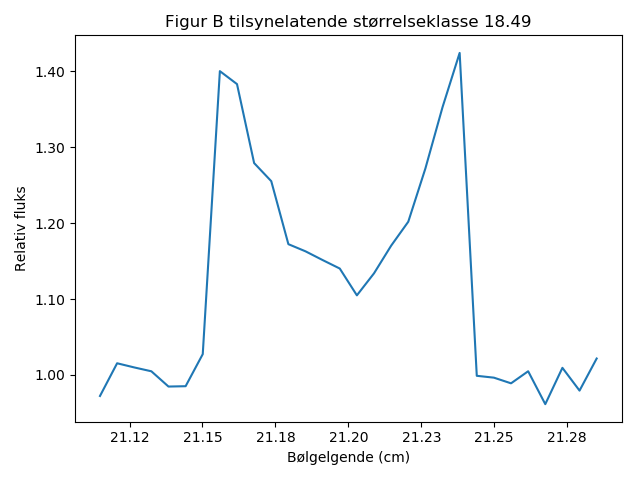 Figur B tilsynelatende størrelseklasse 18.49
1.40
1.30
1.20
1.10
1.00
Relativ fluks
21.12 21.15 21.18 21.20 21.23 21.25 21.28
Bølgelgende (cm)